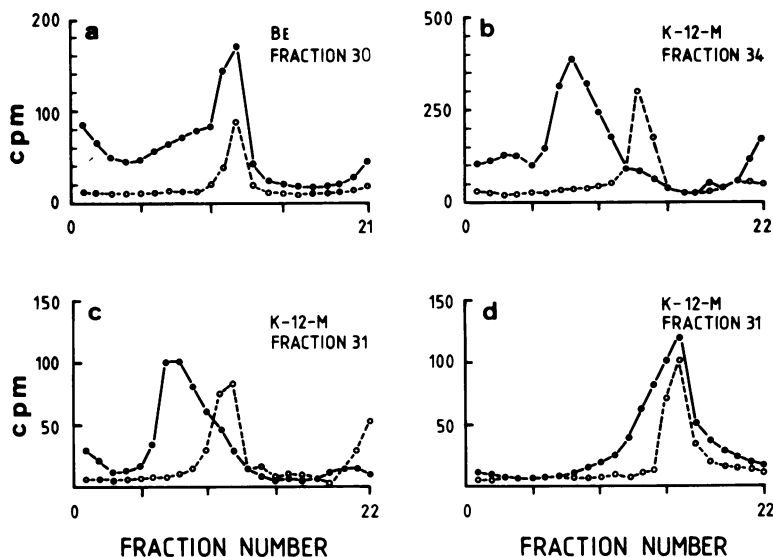 a
BE
FRACTION 30
200
100
0
cpm
0
21
b
K-12-M
FRACTION 34
500
250
0
0
22
c
K-12-M
FRACTION 31
150
100
50
cpm
0
22
FRACTION NUMBER
d
K-12-M
FRACTION 31
150
100
50
0
22
FRACTION NUMBER